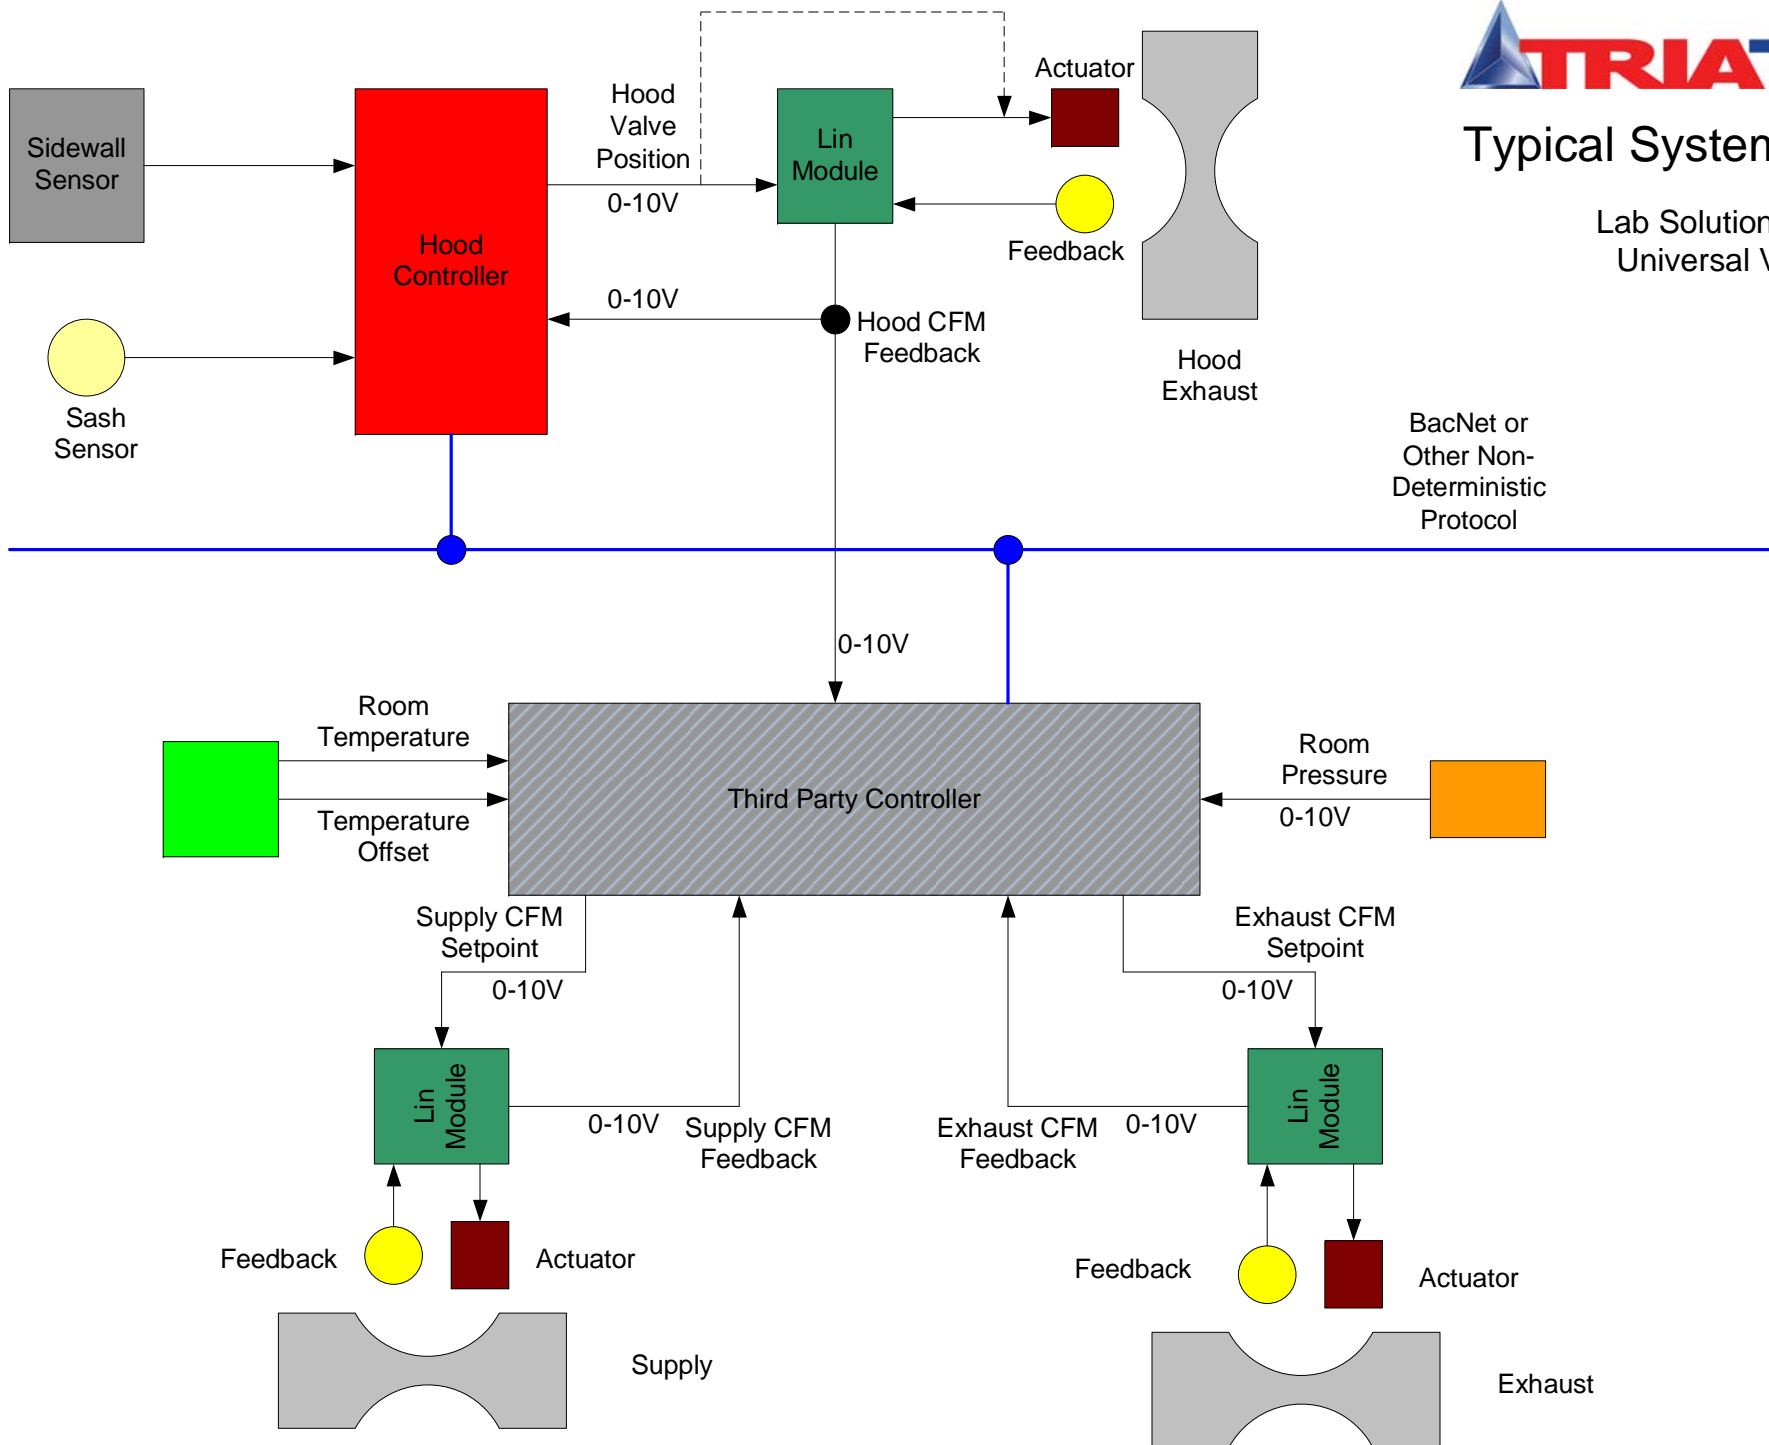 TRIAT
Typical System
Lab Solution
Universal V
Actuator
Hood
Valve
Position
0-10V
Sidewall
Sensor
Lin
Module
Hood
Controller
Feedback
0-10V
Hood CFM
Feedback
Hood
Exhaust
Sash
Sensor
BacNet or
Other Non-
Deterministic
Protocol
0-10V
Room
Temperature
Temperature
Offset
Third Party Controller
Room
Pressure
0-10V
Supply CFM
Setpoint
0-10V
Exhaust CFM
Setpoint
0-10V
Lin
Module
0-10V
Supply CFM
Feedback
Exhaust CFM
Feedback
0-10V
Lin
Module
Feedback
Actuator
Feedback
Actuator
Supply
Exhaust